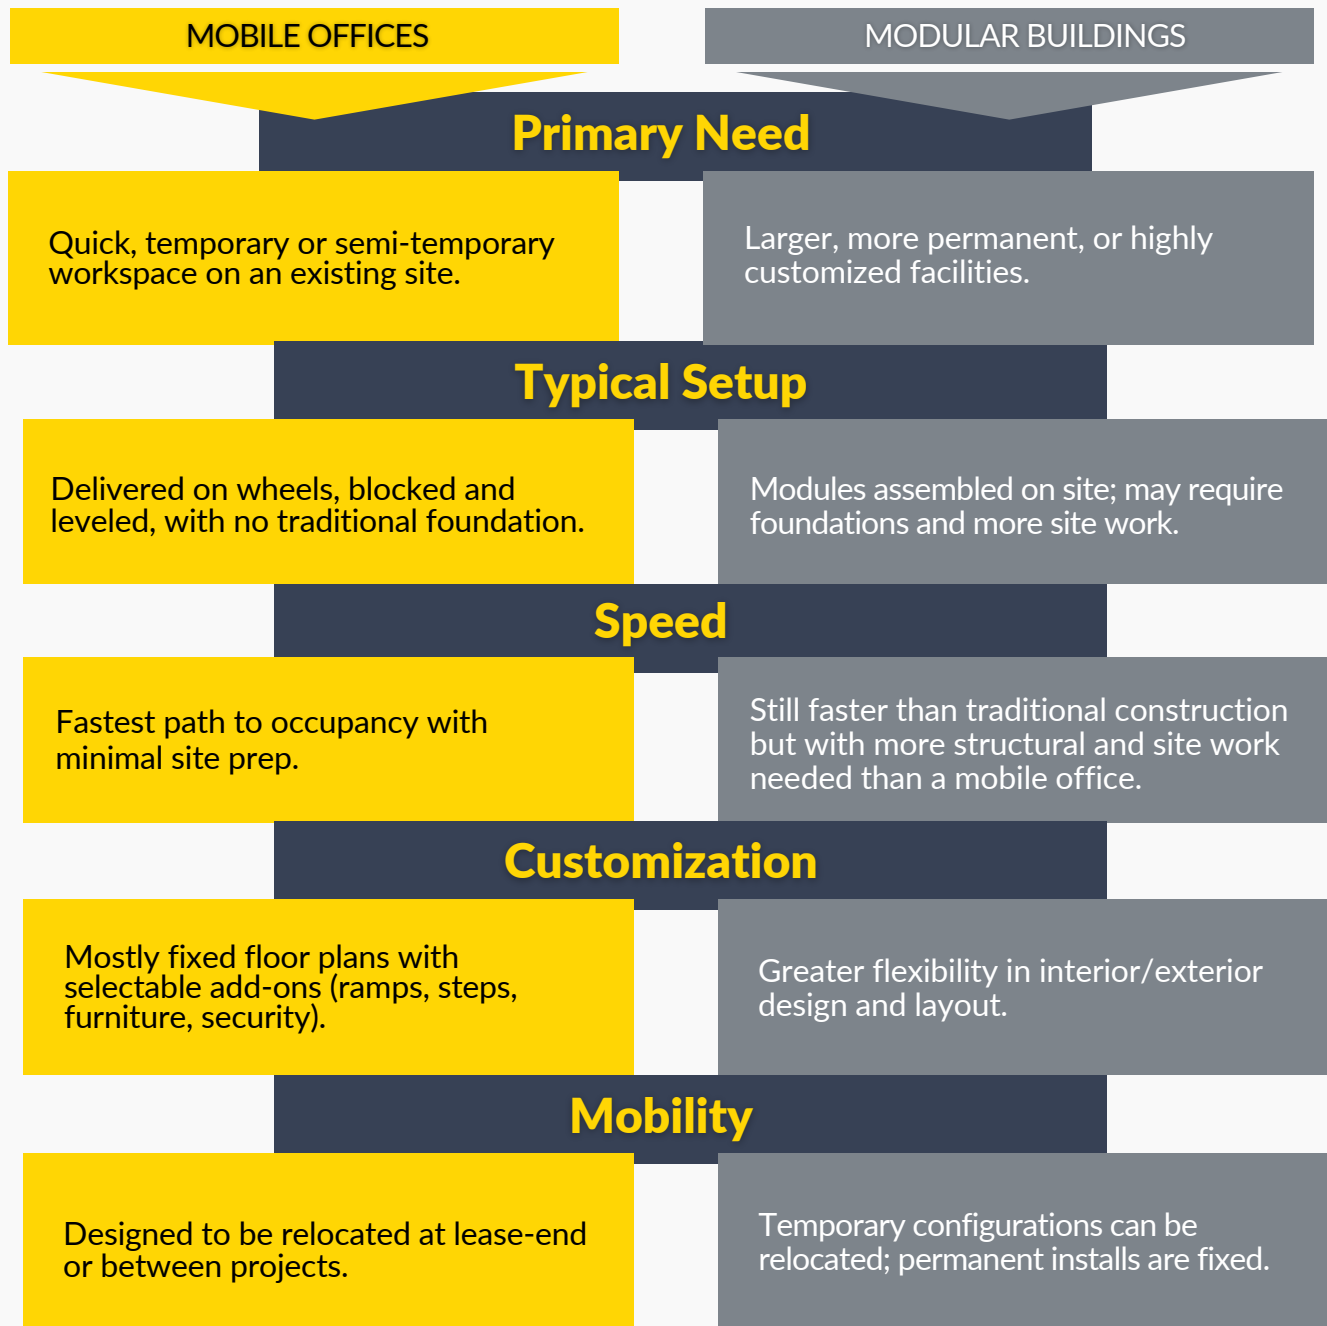 MOBILE OFFICES
MODULAR BUILDINGS
Primary Need
Quick, temporary or semi-temporary
workspace on an existing site.
Larger, more permanent, or highly
customized facilities.
Typical Setup
Delivered on wheels, blocked and
leveled, with no traditional foundation.
Modules assembled on site; may require
foundations and more site work.
Speed
Fastest path to occupancy with
minimal site prep.
Still faster than traditional construction
but with more structural and site work
needed than a mobile office.
Customization
Mostly fixed floor plans with
selectable add-ons (ramps, steps,
furniture, security).
Greater flexibility in interior/exterior
design and layout.
Mobility
Designed to be relocated at lease-end
or between projects.
Temporary configurations can be
relocated; permanent installs are fixed.